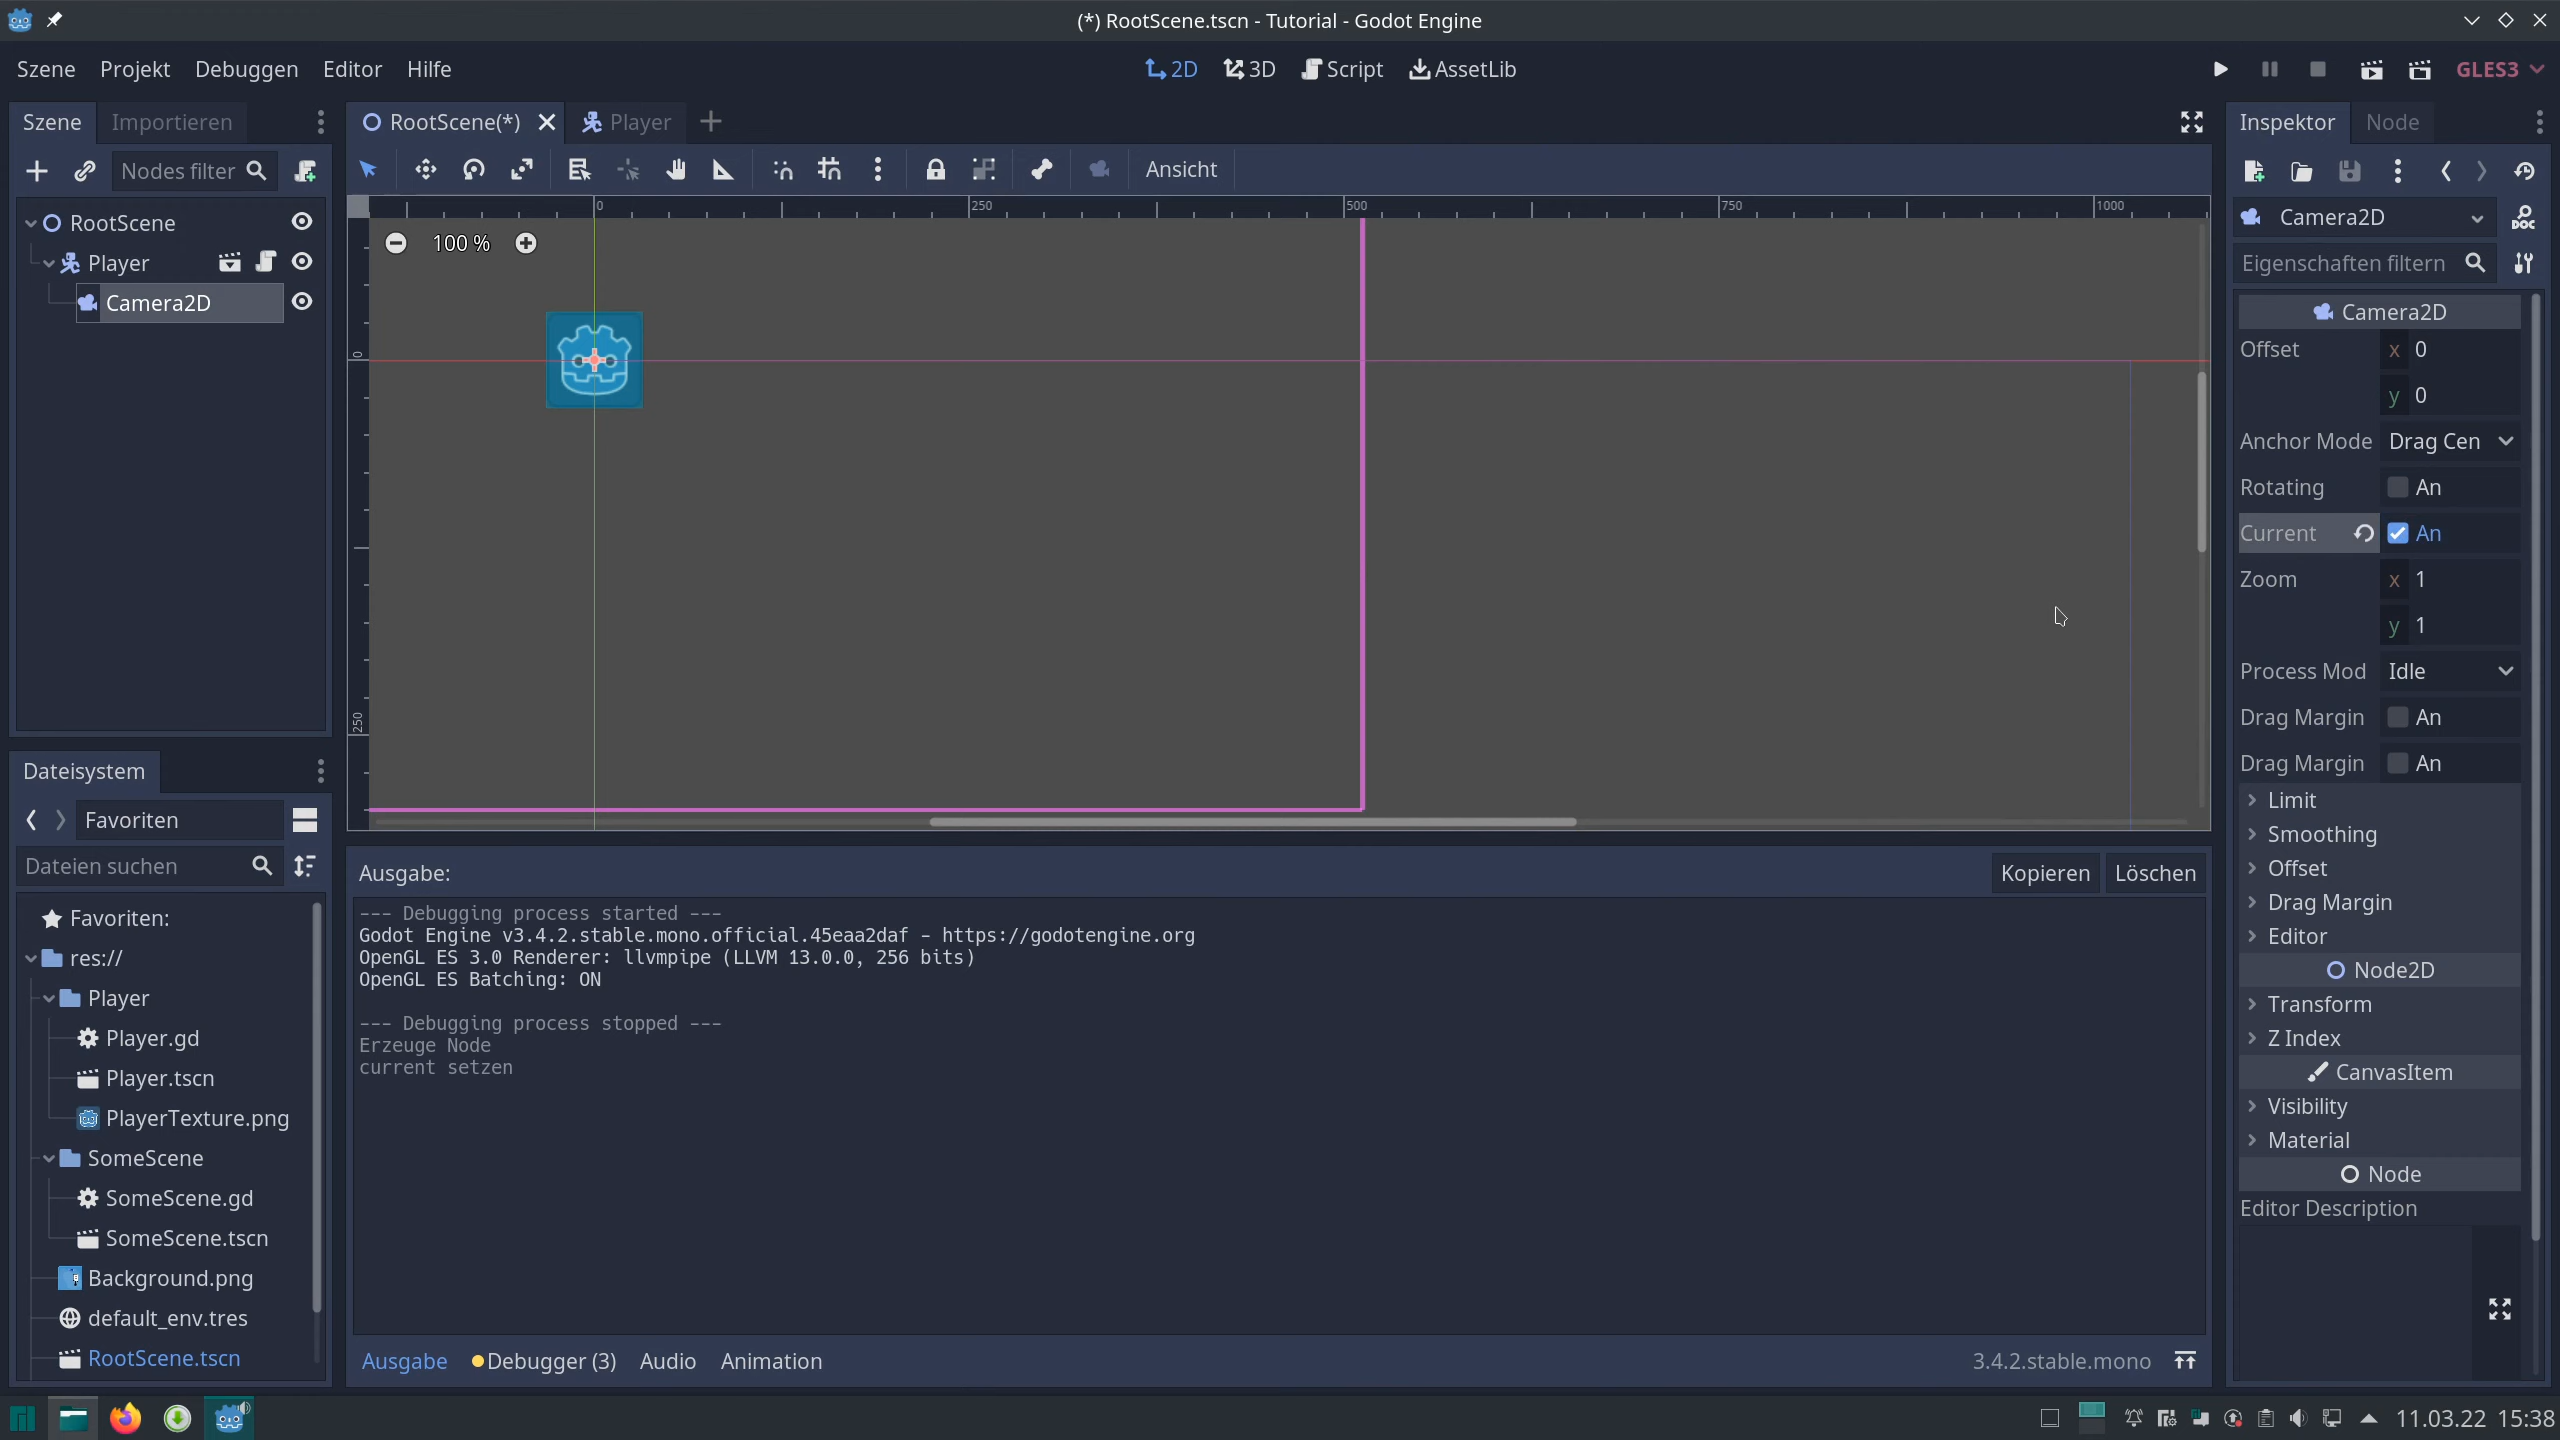 (*) RootScene.tscn - Tutorial - Godot Engine
Szene Projekt Debuggen Editor Hilfe
2D 3D Script AssetLib
GLES3
Szene Importieren
RootScene(*) Player
Inspektor Node
Nodes filter
Ansicht
RootScene
Player
Camera2D
0 250 500 750 1000
100 %
0
250
Camera2D
DOC
Eigenschaften filtern
Camera2D
Offset x 0
y 0
Anchor Mode Drag Cen
Rotating An
Current An
Zoom x 1
y 1
Process Mod Idle
Drag Margin An
Drag Margin An
Limit
Smoothing
Offset
Drag Margin
Editor
Node2D
Transform
Z Index
CanvasItem
Visibility
Material
Node
Editor Description
Dateisystem
Favoriten
Dateien suchen
Favoriten:
res://
Player
Player.gd
Player.tscn
PlayerTexture.png
SomeScene
SomeScene.gd
SomeScene.tscn
Background.png
default_env.tres
RootScene.tscn
Ausgabe: Kopieren Löschen
--- Debugging process started ---
Godot Engine v3.4.2.stable.mono.official.45eaa2daf - https://godotengine.org
OpenGL ES 3.0 Renderer: llvmpipe (LLVM 13.0.0, 256 bits)
OpenGL ES Batching: ON
--- Debugging process stopped ---
Erzeuge Node
current setzen
Ausgabe Debugger (3) Audio Animation 3.4.2.stable.mono
11.03.22 15:38